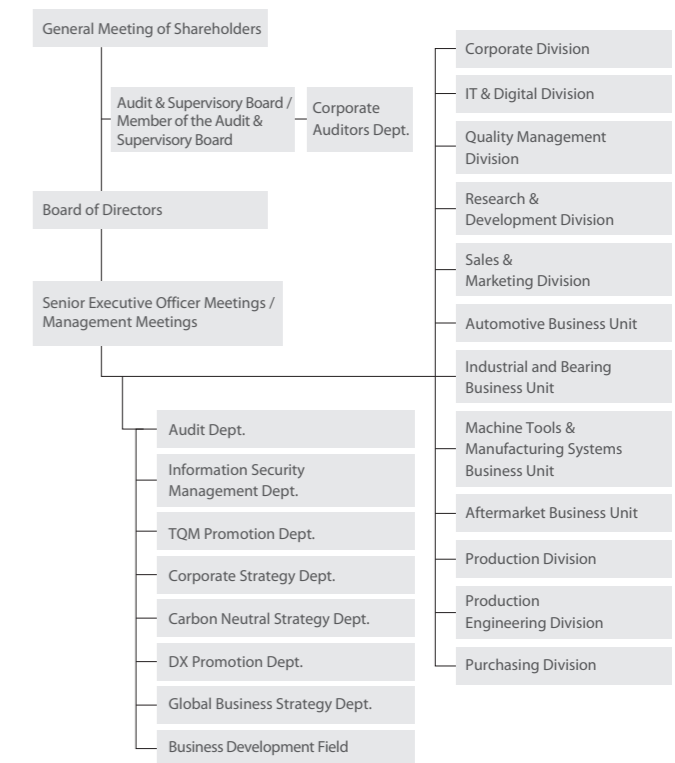 General Meeting of Shareholders
Audit & Supervisory Board /
Member of the Audit &
Supervisory Board
Corporate
Auditors Dept.
Board of Directors
Senior Executive Officer Meetings /
Management Meetings
Audit Dept.
Information Security
Management Dept.
TQM Promotion Dept.
Corporate Strategy Dept.
Carbon Neutral Strategy Dept.
DX Promotion Dept.
Global Business Strategy Dept.
Business Development Field
Corporate Division
IT & Digital Division
Quality Management
Division
Research &
Development Division
Sales &
Marketing Division
Automotive Business Unit
Industrial and Bearing
Business Unit
Machine Tools &
Manufacturing Systems
Business Unit
Aftermarket Business Unit
Production Division
Production
Engineering Division
Purchasing Division